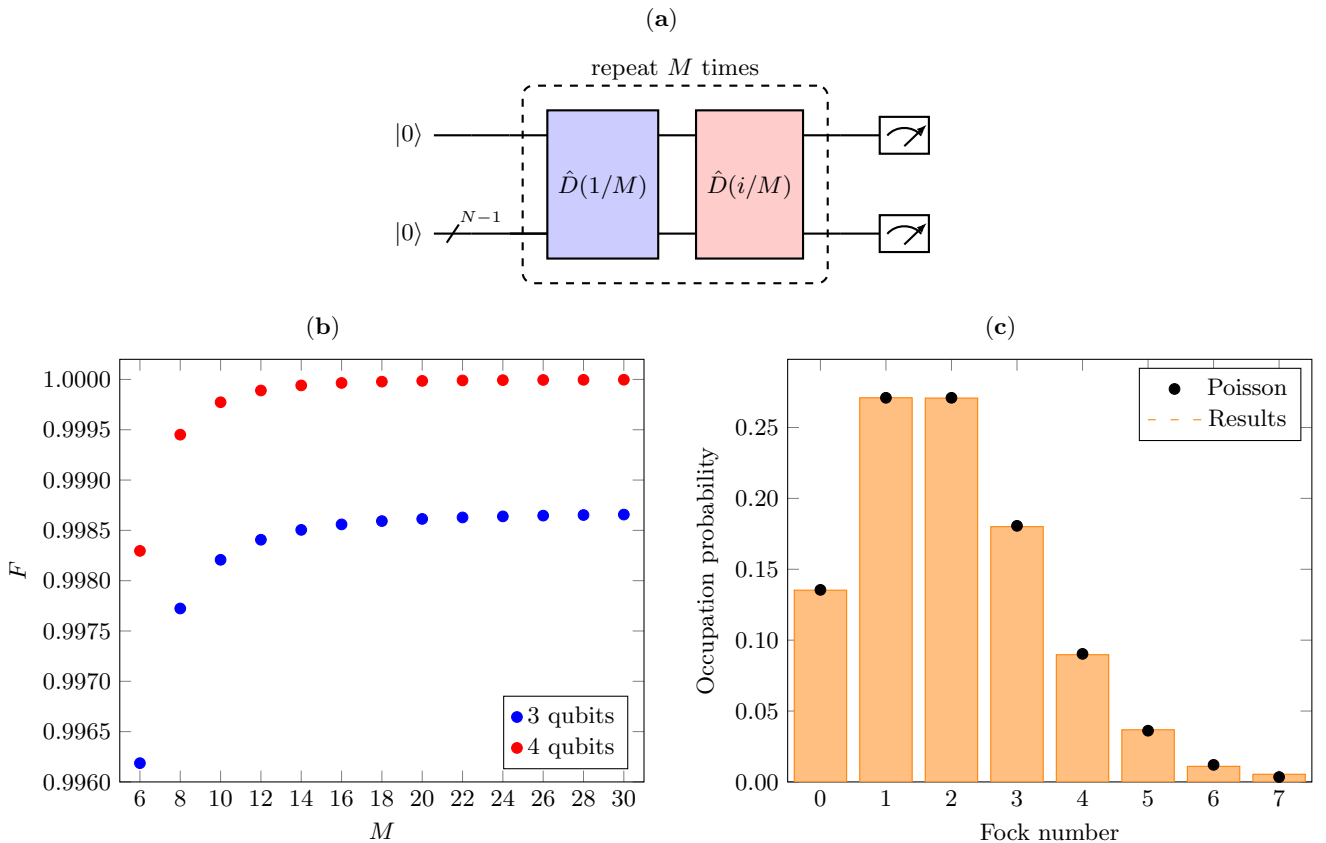 (a)
repeat M times
|0⟩
D̂(1/M)
D̂(i/M)
|0⟩
N−1
(b)
1.0000
0.9995
0.9990
0.9985
0.9980
0.9975
0.9970
0.9965
0.9960
F
6 8 10 12 14 16 18 20 22 24 26 28 30
M
3 qubits
4 qubits
(c)
0.25
0.20
0.15
0.10
0.05
0.00
Occupation probability
0 1 2 3 4 5 6 7
Fock number
Poisson
Results